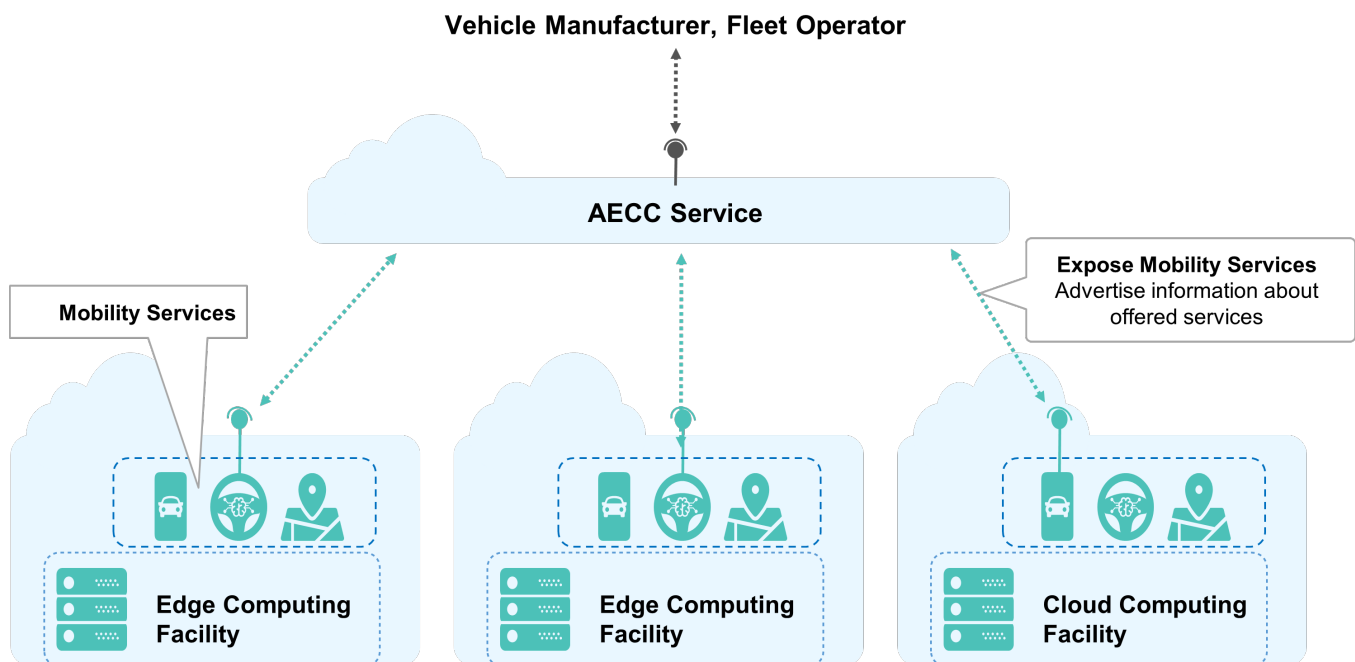 Vehicle Manufacturer, Fleet Operator
AECC Service
Expose Mobility Services
Advertise information about
offered services
Mobility Services
Edge Computing
Facility
Edge Computing
Facility
Cloud Computing
Facility